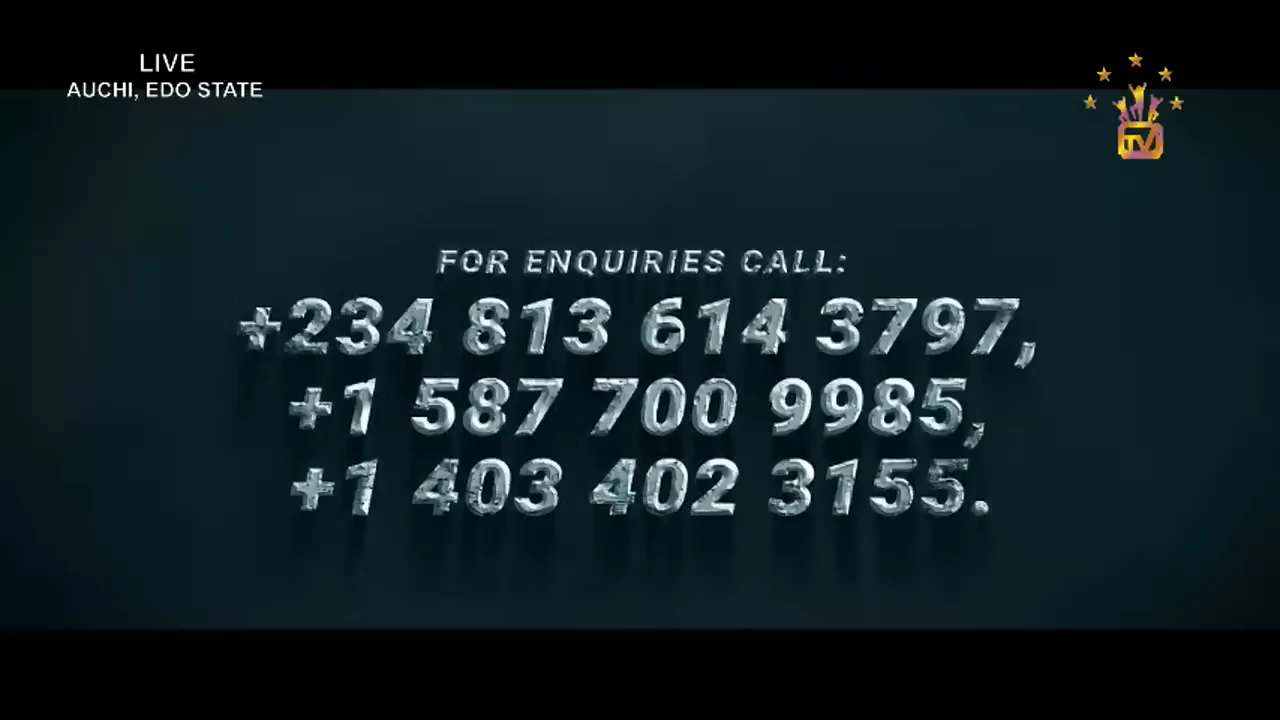 LIVE
AUCHI, EDO STATE
TV
FOR ENQUIRIES CALL:
+234 813 614 3797,
+1 587 700 9985,
+1 403 402 3155.